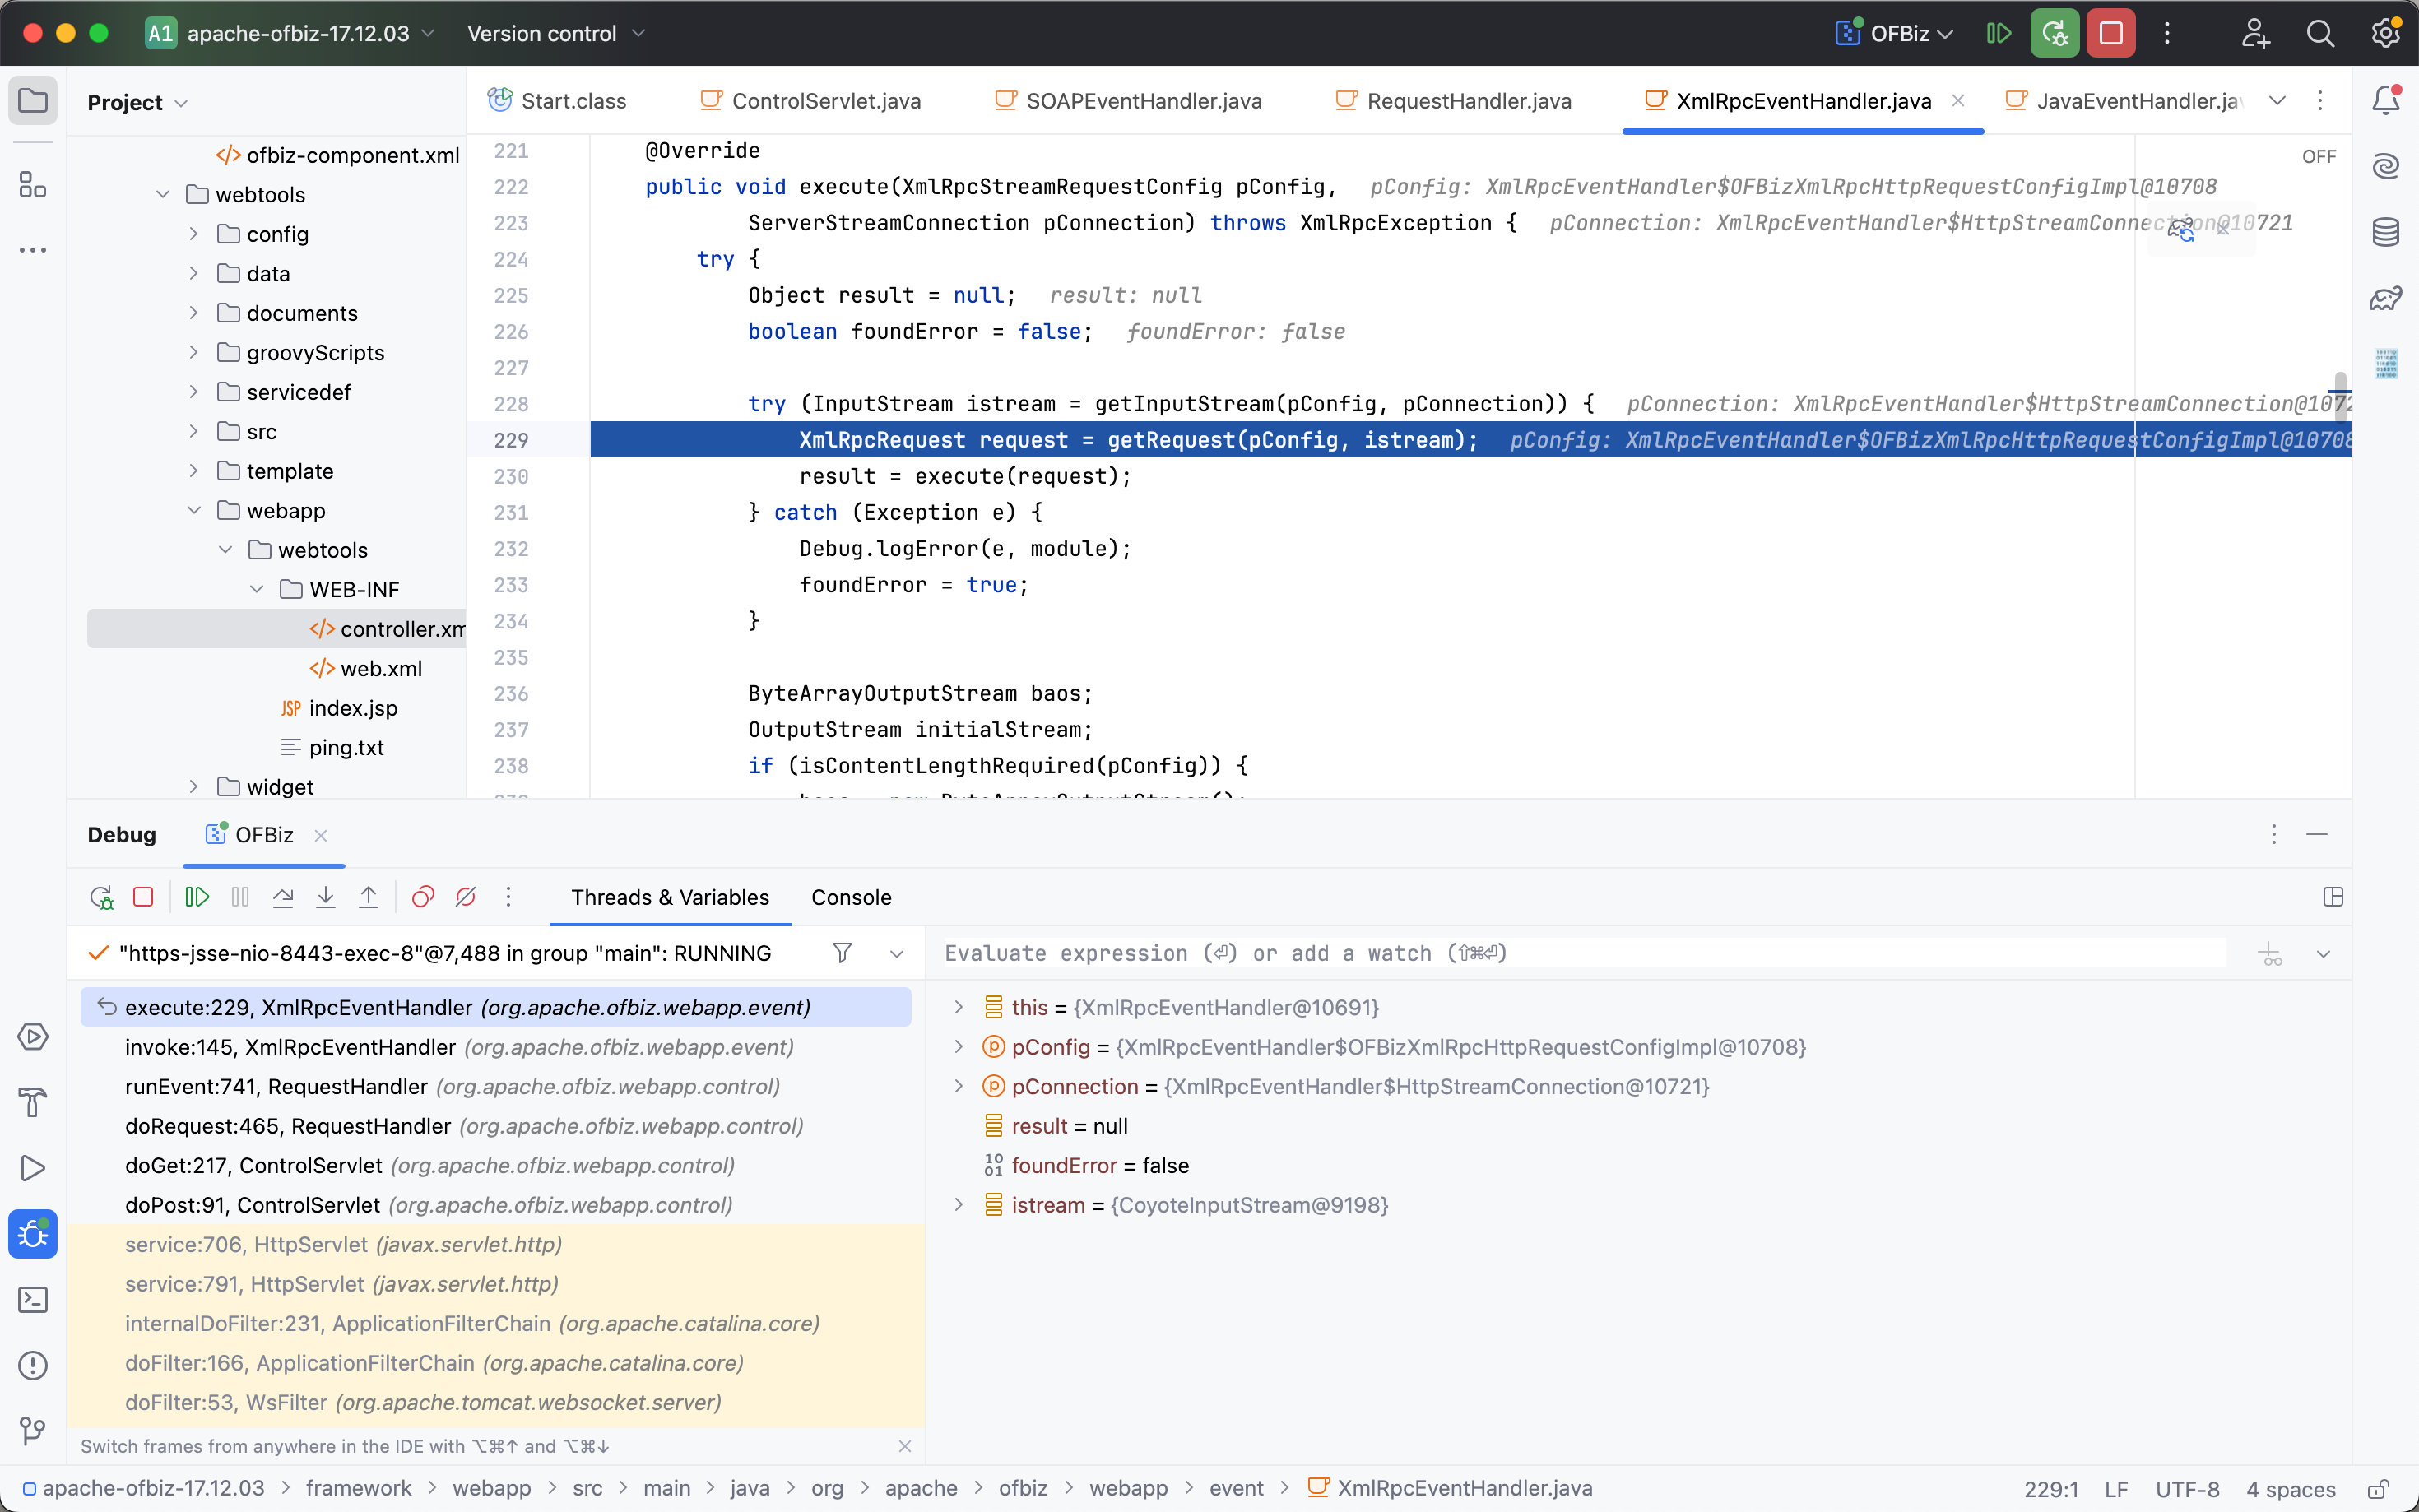 A1 apache-ofbiz-17.12.03 Version control OFBiz
Project
ofbiz-component.xml
webtools
config
data
documents
groovyScripts
servicedef
src
template
webapp
webtools
WEB-INF
controller.xm
web.xml
JSP index.jsp
ping.txt
widget
Start.class ControlServlet.java SOAPEventHandler.java RequestHandler.java XmlRpcEventHandler.java JavaEventHandler.jav
OFF
221 @Override
222 public void execute(XmlRpcStreamRequestConfig pConfig, pConfig: XmlRpcEventHandler$OFBizXmlRpcHttpRequestConfigImpl@10708
223 ServerStreamConnection pConnection) throws XmlRpcException { pConnection: XmlRpcEventHandler$HttpStreamConnection@10721
224 try {
225 Object result = null; result: null
226 boolean foundError = false; foundError: false
227
228 try (InputStream istream = getInputStream(pConfig, pConnection)) { pConnection: XmlRpcEventHandler$HttpStreamConnection@1072
229 XmlRpcRequest request = getRequest(pConfig, istream); pConfig: XmlRpcEventHandler$OFBizXmlRpcHttpRequestConfigImpl@10708
230 result = execute(request);
231 } catch (Exception e) {
232 Debug.logError(e, module);
233 foundError = true;
234 }
235
236 ByteArrayOutputStream baos;
237 OutputStream initialStream;
238 if (isContentLengthRequired(pConfig)) {
Debug OFBiz
Threads & Variables Console
"https-jsse-nio-8443-exec-8"@7,488 in group "main": RUNNING
execute:229, XmlRpcEventHandler (org.apache.ofbiz.webapp.event)
invoke:145, XmlRpcEventHandler (org.apache.ofbiz.webapp.event)
runEvent:741, RequestHandler (org.apache.ofbiz.webapp.control)
doRequest:465, RequestHandler (org.apache.ofbiz.webapp.control)
doGet:217, ControlServlet (org.apache.ofbiz.webapp.control)
doPost:91, ControlServlet (org.apache.ofbiz.webapp.control)
service:706, HttpServlet (javax.servlet.http)
service:791, HttpServlet (javax.servlet.http)
internalDoFilter:231, ApplicationFilterChain (org.apache.catalina.core)
doFilter:166, ApplicationFilterChain (org.apache.catalina.core)
doFilter:53, WsFilter (org.apache.tomcat.websocket.server)
Switch frames from anywhere in the IDE with ⌥⌘↑ and ⌥⌘↓
Evaluate expression (⏎) or add a watch (⇧⌘⏎)
this = {XmlRpcEventHandler@10691}
pConfig = {XmlRpcEventHandler$OFBizXmlRpcHttpRequestConfigImpl@10708}
pConnection = {XmlRpcEventHandler$HttpStreamConnection@10721}
result = null
foundError = false
istream = {CoyoteInputStream@9198}
apache-ofbiz-17.12.03 > framework > webapp > src > main > java > org > apache > ofbiz > webapp > event > XmlRpcEventHandler.java 229:1 LF UTF-8 4 spaces